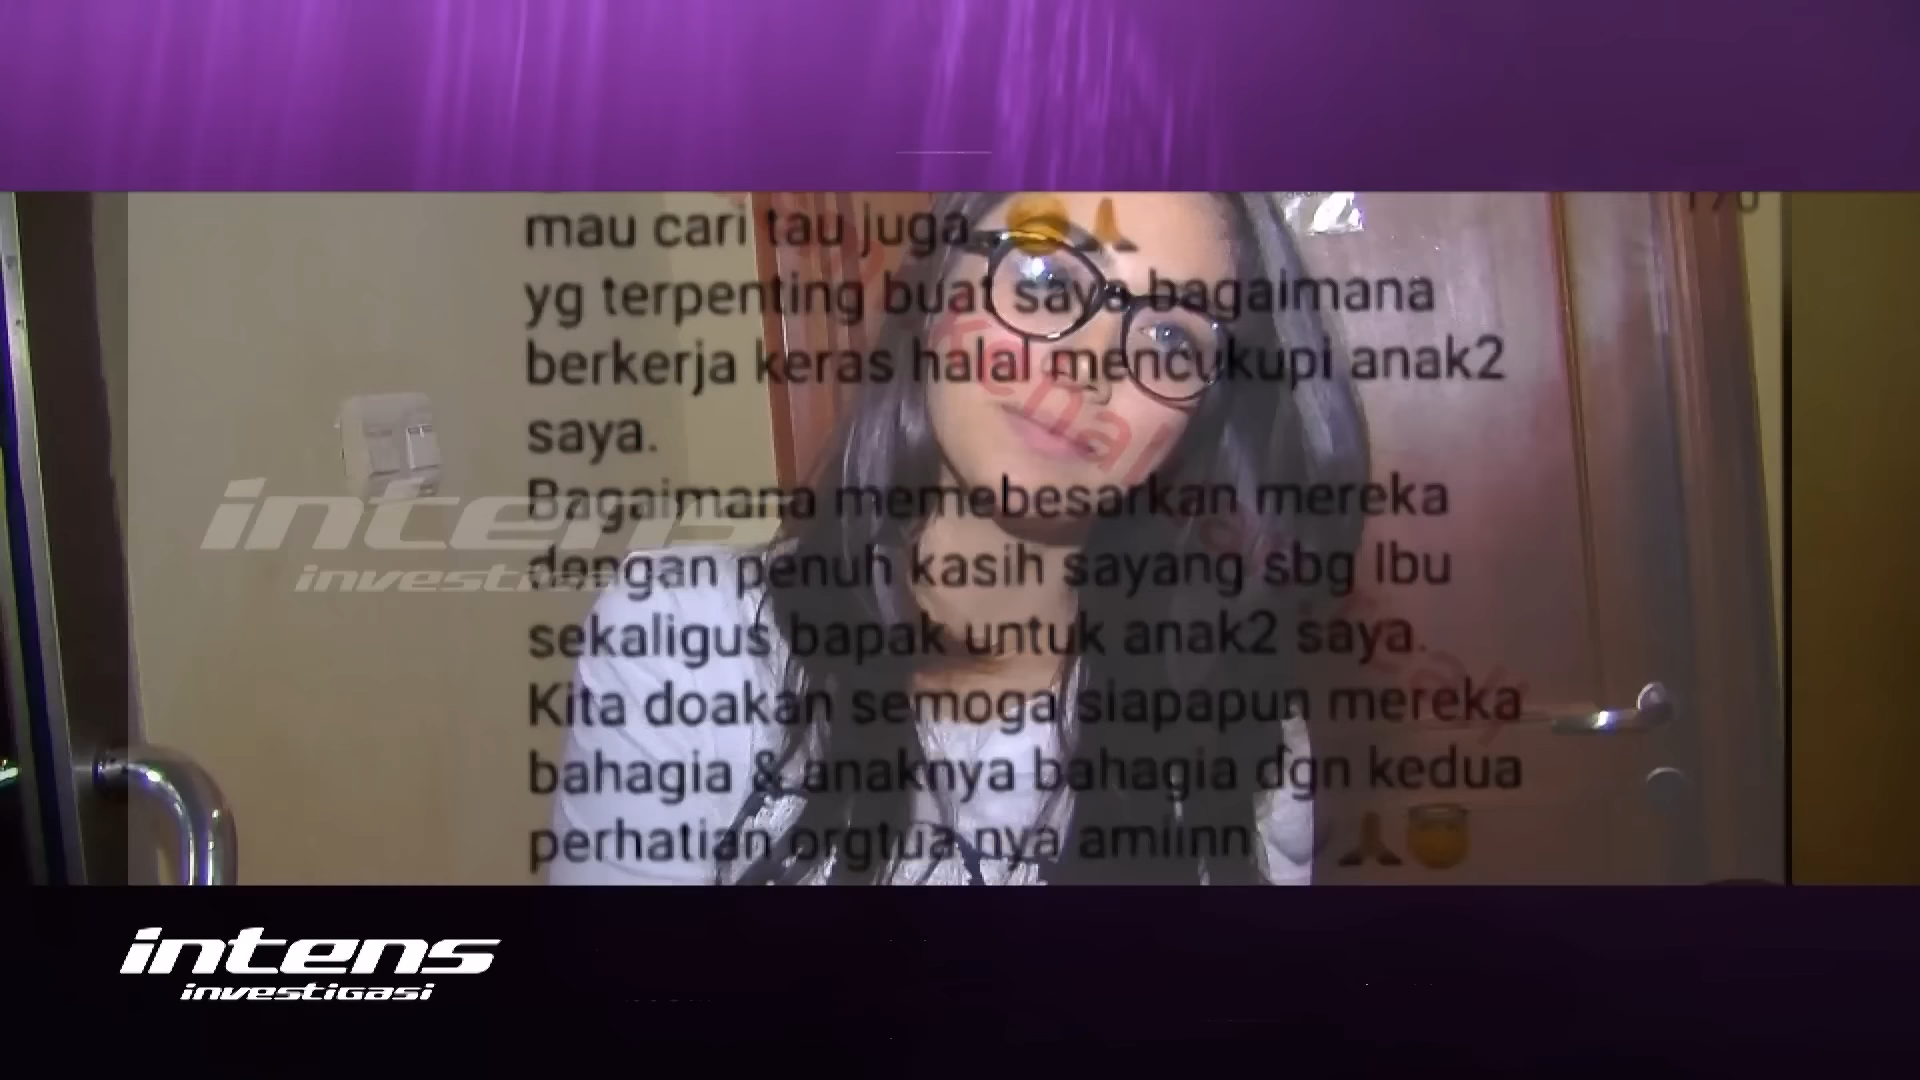 mau cari tau juga..
yg terpenting buat saya bagaimana
berkerja keras halal mencukupi anak2
saya.
Bagaimana memebesarkan mereka
dengan penuh kasih sayang sbg Ibu
sekaligus bapak untuk anak2 saya.
Kita doakan semoga siapapun mereka
bahagia & anaknya bahagia dgn kedua
perhatian orgtua nya amiinn
intens
investigasi
intens
investigasi